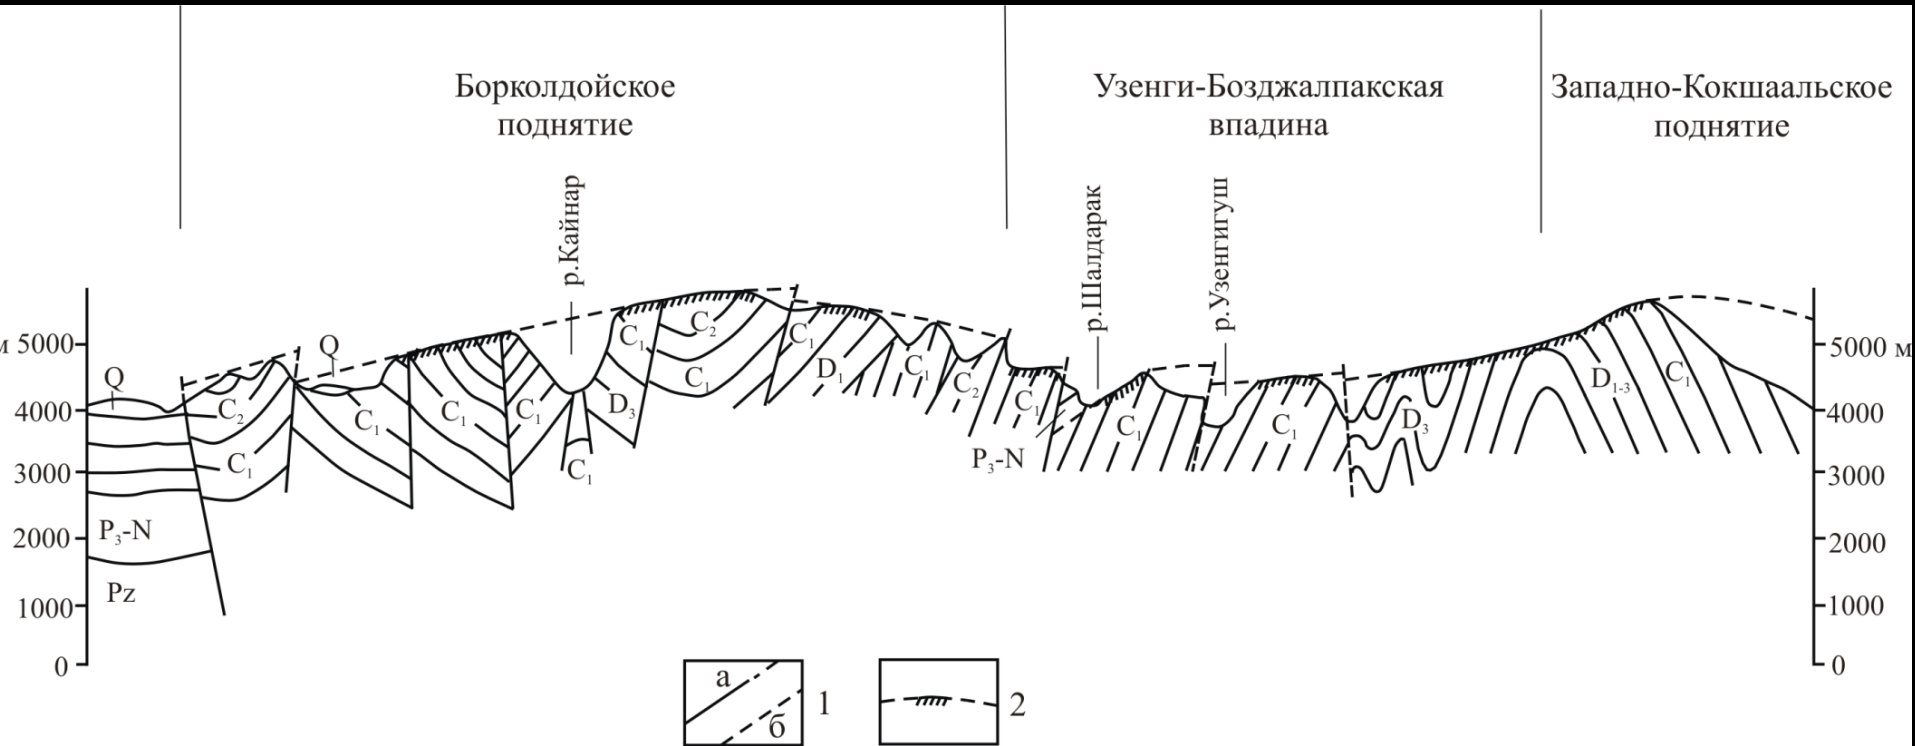 Борколдойское
поднятие
Узенги-Бозджалпакская
впадина
Западно-Кокшаальское
поднятие
р.Кайнар
р.Шалдарак
р.Узенгигуш
м 5000
4000
3000
2000
1000
0
5000 м
4000
3000
2000
1000
0
Q
Q
C₂
C₁
C₁
C₁
C₁
C₁
D₃
C₁
C₂
C₁
C₁
D₁
C₁
C₂
C₁
P₃-N
C₁
C₁
D₃
D₁₋₃
C₁
P₃-N
Pz
а
б
1
2